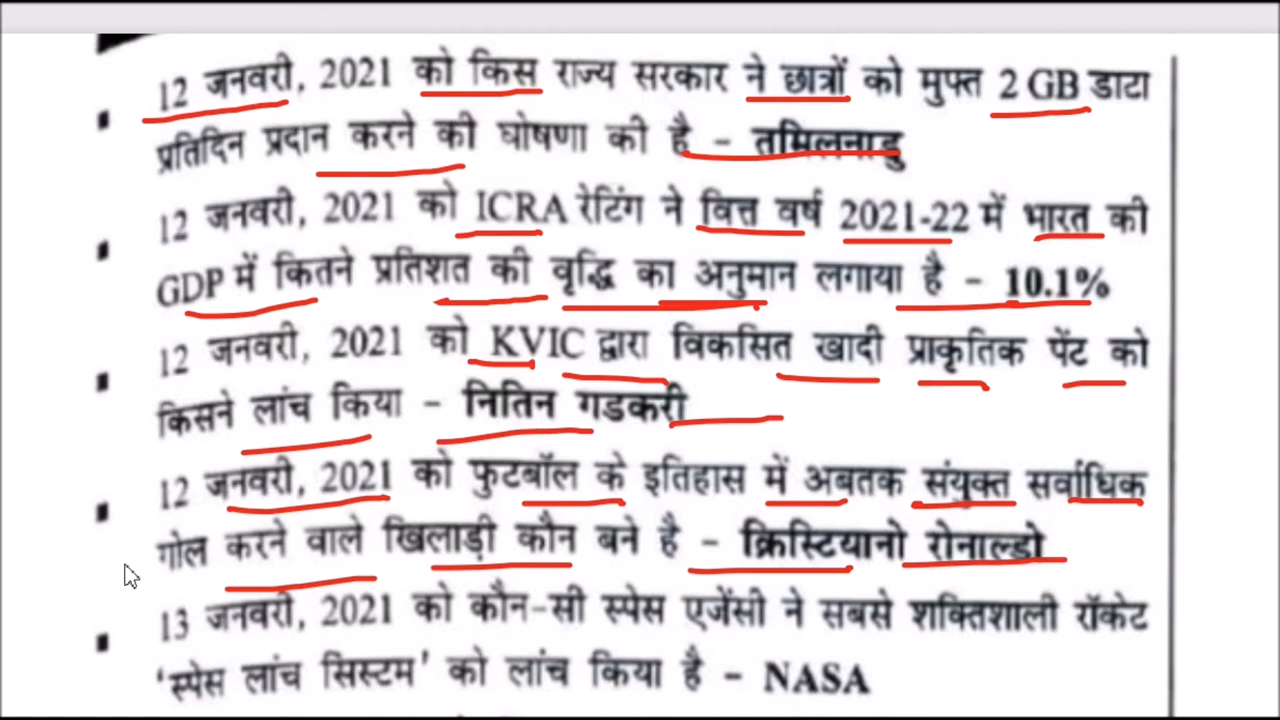 12 जनवरी, 2021 को किस राज्य सरकार ने छात्रों को मुफ्त 2 GB डाटा
प्रतिदिन प्रदान करने की घोषणा की है - तमिलनाडु
12 जनवरी, 2021 को ICRA रेटिंग ने वित्त वर्ष 2021-22 में भारत की
GDP में कितने प्रतिशत की वृद्धि का अनुमान लगाया है - 10.1%
12 जनवरी, 2021 को KVIC द्वारा विकसित खादी प्राकृतिक पेंट को
किसने लांच किया - नितिन गडकरी
12 जनवरी, 2021 को फुटबॉल के इतिहास में अबतक संयुक्त सर्वाधिक
गोल करने वाले खिलाड़ी कौन बने है - क्रिस्टियानो रोनाल्डो
13 जनवरी, 2021 को कौन-सी स्पेस एजेंसी ने सबसे शक्तिशाली रॉकेट
'स्पेस लांच सिस्टम' को लांच किया है - NASA